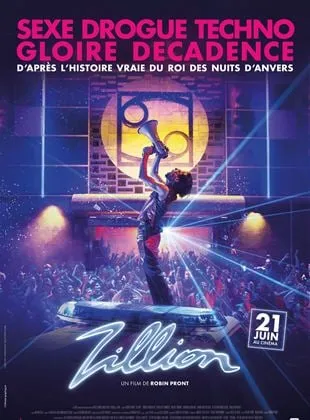 SEXE DROGUE TECHNO
GLOIRE DECADENCE
D'APRÈS L'HISTOIRE VRAIE DU ROI DES NUITS D'ANVERS
21
JUIN
AU CINÉMA
Zillion
UN FILM DE ROBIN PRONT